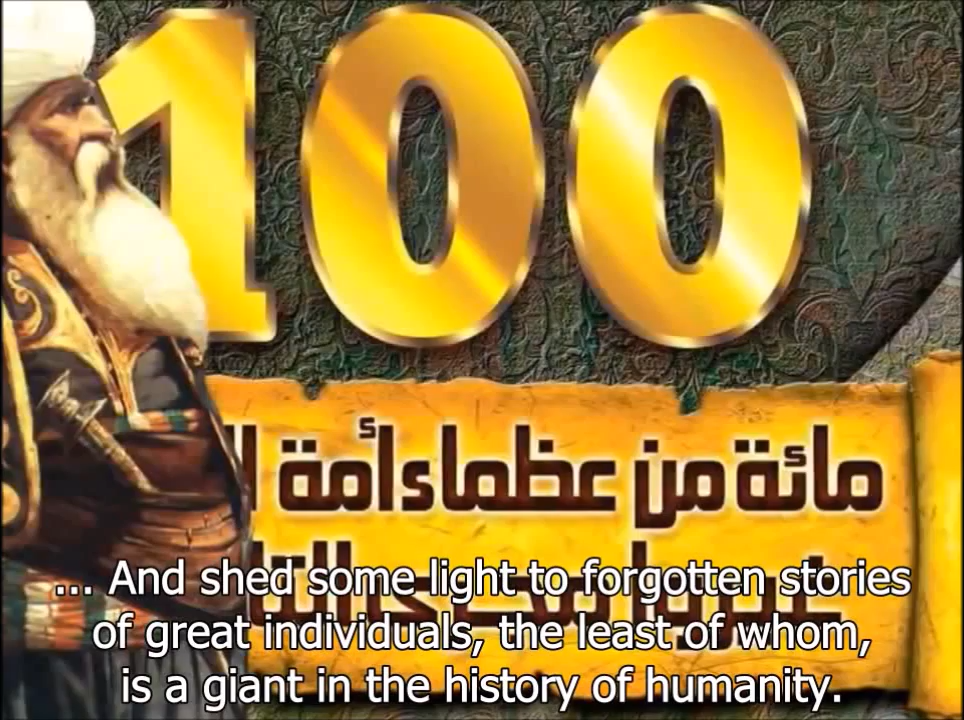 100
مائة من عظماء أمة
... And shed some light to forgotten stories
of great individuals, the least of whom,
is a giant in the history of humanity.